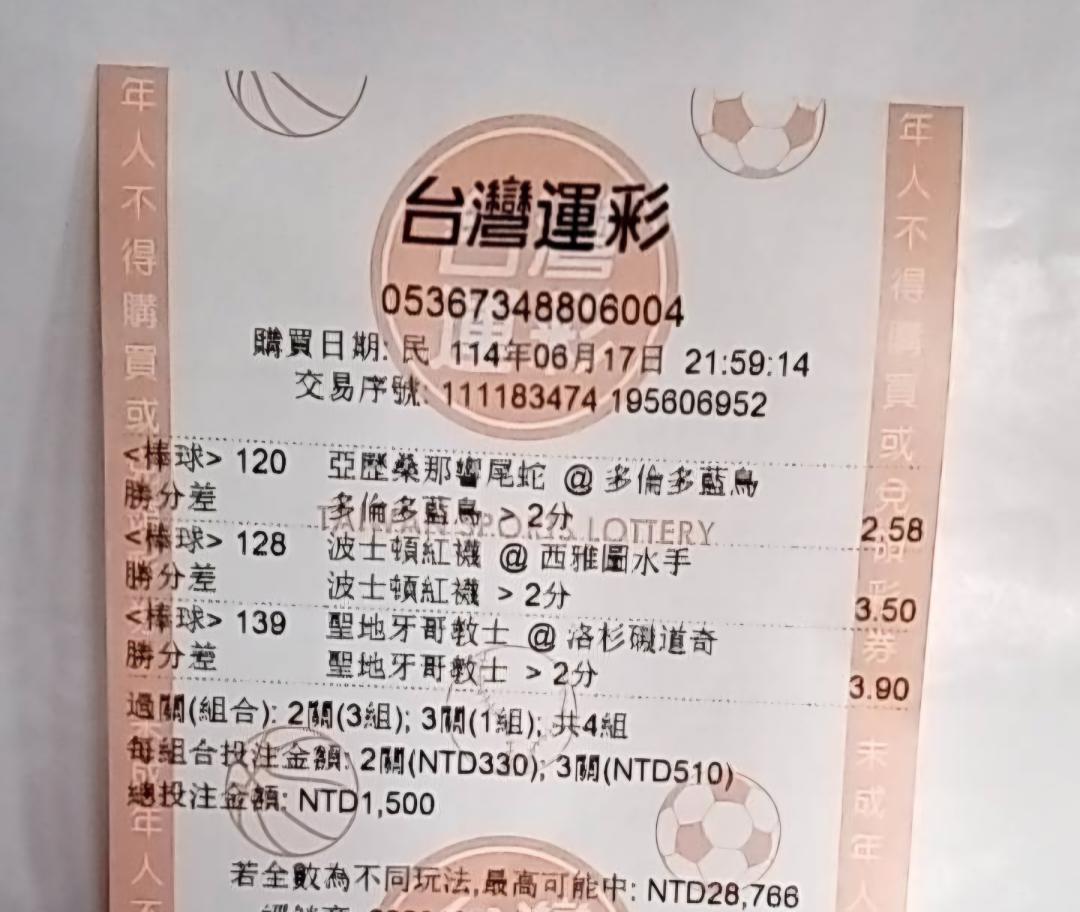 台灣運彩
05367348806004
購買日期: 民 114年06月17日 21:59:14
交易序號: 111183474 195606952
<棒球> 120 亞歷桑那響尾蛇 @ 多倫多藍鳥
勝分差 多倫多藍鳥 > 2分 2.58
TAIWAN SPORTS LOTTERY
<棒球> 128 波士頓紅襪 @ 西雅圖水手
勝分差 波士頓紅襪 > 2分 3.50
<棒球> 139 聖地牙哥教士 @ 洛杉磯道奇
勝分差 聖地牙哥教士 > 2分 3.90
過關(組合): 2關(3組); 3關(1組); 共4組
每組合投注金額: 2關(NTD330); 3關(NTD510)
總投注金額: NTD1,500
若全數為不同玩法,最高可能中: NTD28,766
年人不得購買或
年人不得購買或兌
券 未成年人
年人不